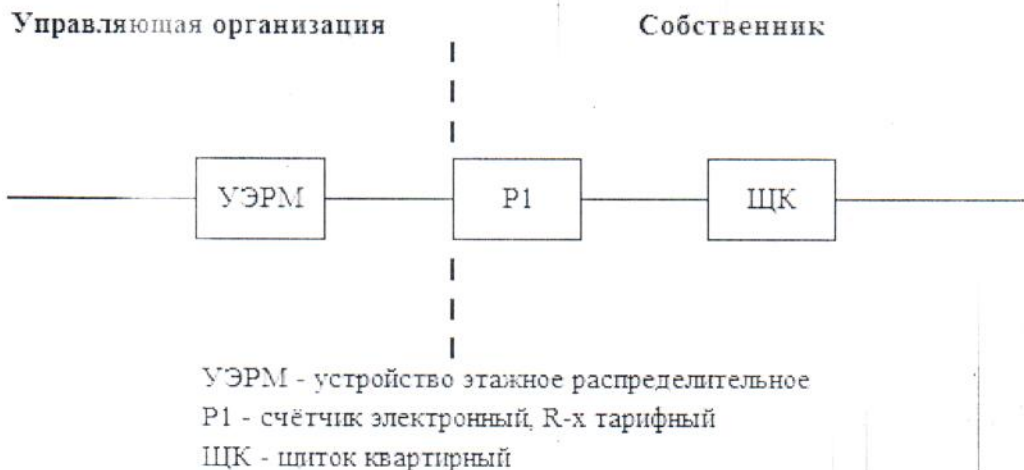 Управляющая организация Собственник
УЭРМ Р1 ЩК
УЭРМ - устройство этажное распределительное
Р1 - счётчик электронный, R-х тарифный
ЩК - щиток квартирный